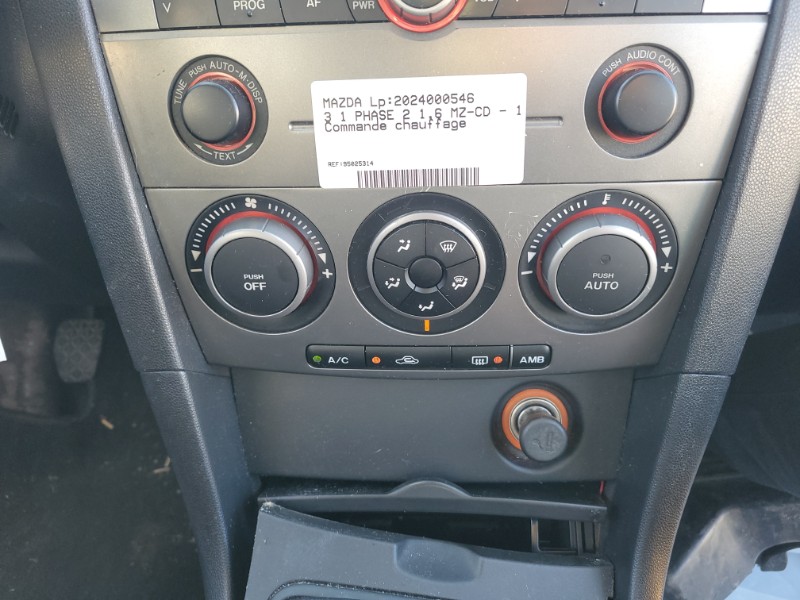 V PROG AF PWR
TUNE PUSH AUTO-M-DISP
TEXT
PUSH AUDIO CONT
MAZDA Lp:2024000546
3 1 PHASE 2 1.6 MZ-CD - 1
Commande chauffage
REF:95025314
- PUSH OFF +
- PUSH AUTO +
A/C AMB